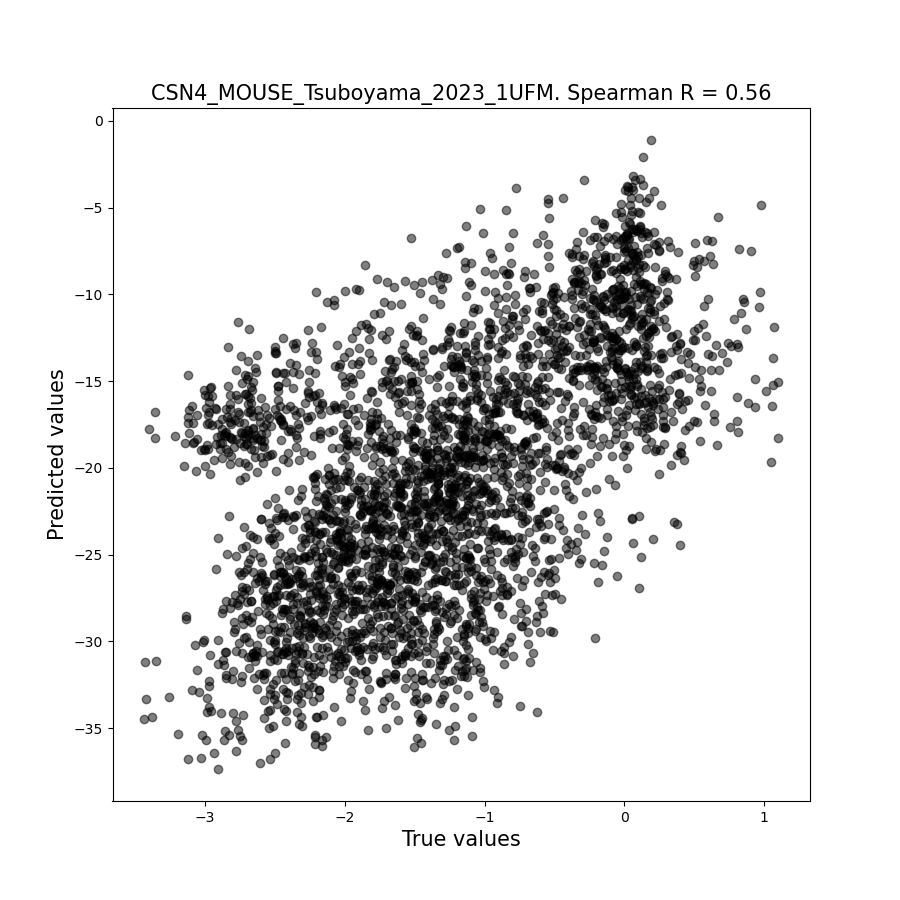 CSN4_MOUSE_Tsuboyama_2023_1UFM. Spearman R = 0.56
0
−5
−10
−15
−20
−25
−30
−35
Predicted values
−3 −2 −1 0 1
True values